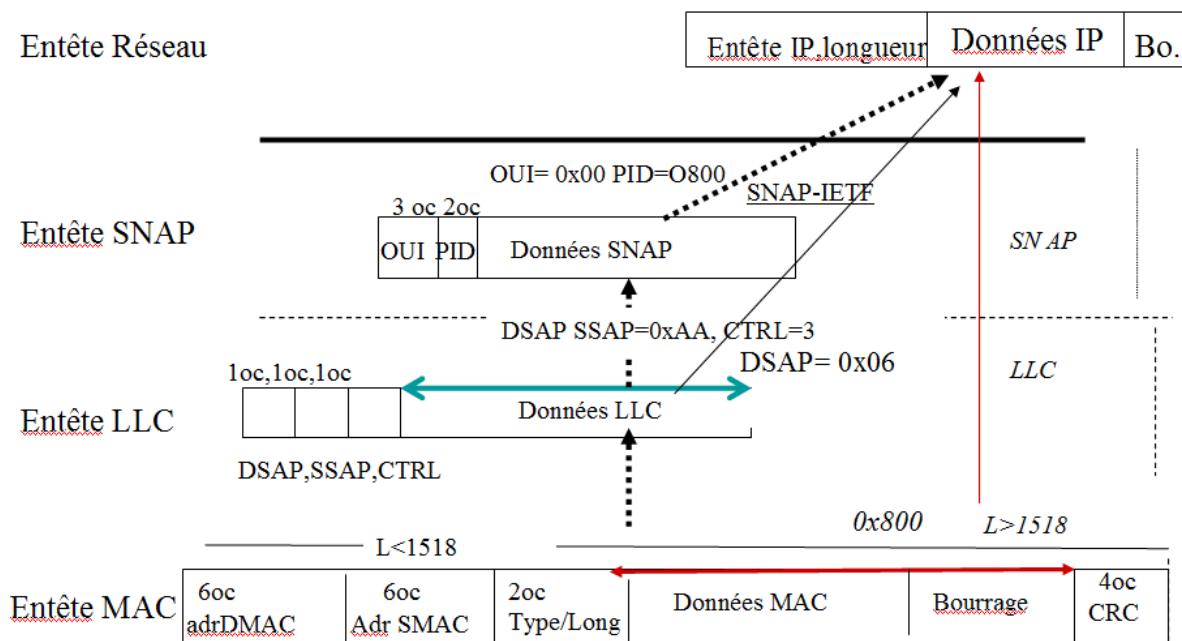 Entête Réseau
Entête IP,longueur
Données IP
Bo.
OUI= 0x00 PID=O800
SNAP-IETF
3 oc 2oc
Entête SNAP
OUI PID
Données SNAP
SN AP
DSAP SSAP=0xAA, CTRL=3
DSAP= 0x06
1oc,1oc,1oc
LLC
Entête LLC
Données LLC
DSAP,SSAP,CTRL
0x800
L>1518
L<1518
Entête MAC
6oc
adrDMAC
6oc
Adr SMAC
2oc
Type/Long
Données MAC
Bourrage
4oc
CRC